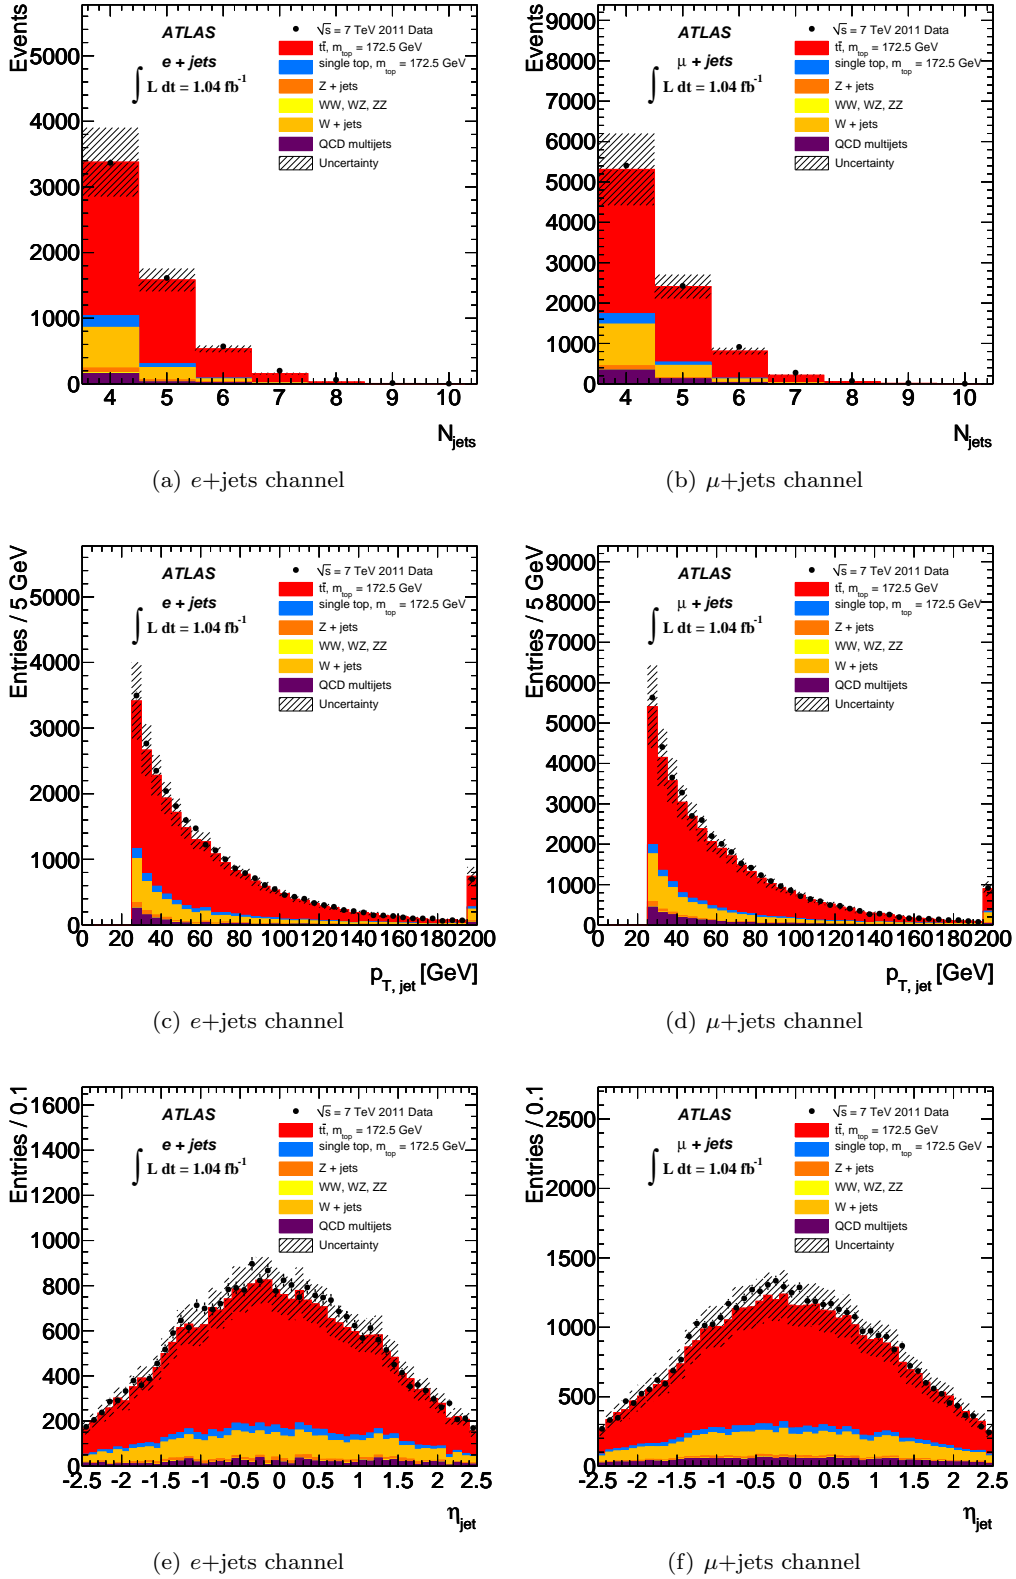 Events
ATLAS
e + jets
∫ L dt = 1.04 fb⁻¹
√s = 7 TeV 2011 Data
tt̄, m_top = 172.5 GeV
single top, m_top = 172.5 GeV
Z + jets
WW, WZ, ZZ
W + jets
QCD multijets
Uncertainty
5000
4000
3000
2000
1000
0
4 5 6 7 8 9 10
N_jets
(a) e+jets channel
Events
ATLAS
μ + jets
∫ L dt = 1.04 fb⁻¹
√s = 7 TeV 2011 Data
tt̄, m_top = 172.5 GeV
single top, m_top = 172.5 GeV
Z + jets
WW, WZ, ZZ
W + jets
QCD multijets
Uncertainty
9000
8000
7000
6000
5000
4000
3000
2000
1000
0
4 5 6 7 8 9 10
N_jets
(b) μ+jets channel
Entries / 5 GeV
ATLAS
e + jets
∫ L dt = 1.04 fb⁻¹
√s = 7 TeV 2011 Data
tt̄, m_top = 172.5 GeV
single top, m_top = 172.5 GeV
Z + jets
WW, WZ, ZZ
W + jets
QCD multijets
Uncertainty
5000
4000
3000
2000
1000
0
0 20 40 60 80 100 120 140 160 180 200
p_T, jet [GeV]
(c) e+jets channel
Entries / 5 GeV
ATLAS
μ + jets
∫ L dt = 1.04 fb⁻¹
√s = 7 TeV 2011 Data
tt̄, m_top = 172.5 GeV
single top, m_top = 172.5 GeV
Z + jets
WW, WZ, ZZ
W + jets
QCD multijets
Uncertainty
9000
8000
7000
6000
5000
4000
3000
2000
1000
0
0 20 40 60 80 100 120 140 160 180 200
p_T, jet [GeV]
(d) μ+jets channel
Entries / 0.1
ATLAS
e + jets
∫ L dt = 1.04 fb⁻¹
√s = 7 TeV 2011 Data
tt̄, m_top = 172.5 GeV
single top, m_top = 172.5 GeV
Z + jets
WW, WZ, ZZ
W + jets
QCD multijets
Uncertainty
1600
1400
1200
1000
800
600
400
200
0
-2.5 -2 -1.5 -1 -0.5 0 0.5 1 1.5 2 2.5
η_jet
(e) e+jets channel
Entries / 0.1
ATLAS
μ + jets
∫ L dt = 1.04 fb⁻¹
√s = 7 TeV 2011 Data
tt̄, m_top = 172.5 GeV
single top, m_top = 172.5 GeV
Z + jets
WW, WZ, ZZ
W + jets
QCD multijets
Uncertainty
2500
2000
1500
1000
500
0
-2.5 -2 -1.5 -1 -0.5 0 0.5 1 1.5 2 2.5
η_jet
(f) μ+jets channel